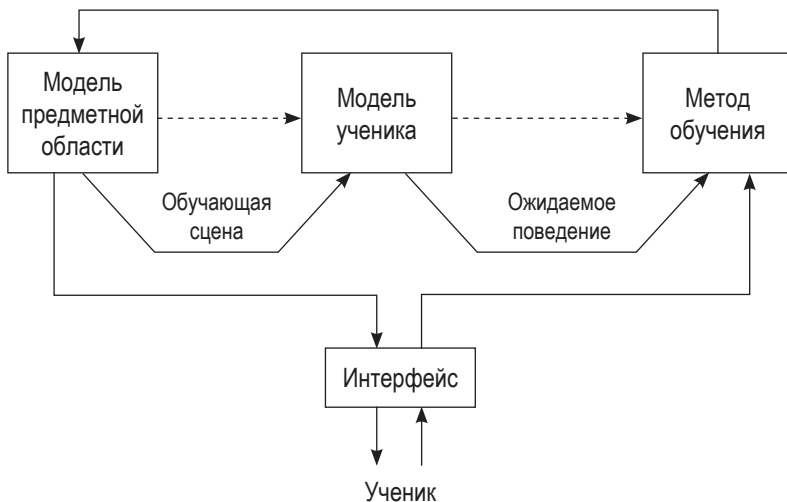 Модель
предметной
области
Модель
ученика
Метод
обучения
Обучающая
сцена
Ожидаемое
поведение
Интерфейс
Ученик